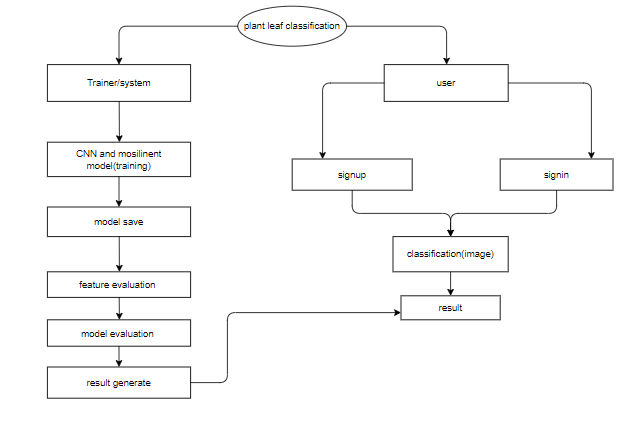 plant leaf classification
Trainer/system
user
CNN and mosilinent
model(training)
signup
signin
model save
classification(image)
feature evaluation
result
model evaluation
result generate